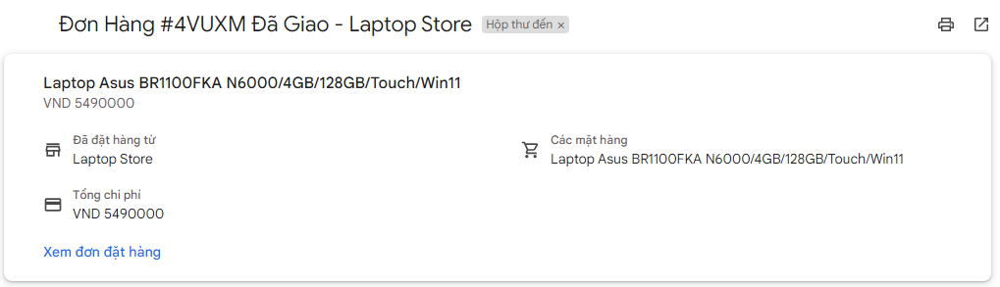 Đơn Hàng #4VUXM Đã Giao - Laptop Store Hộp thư đến ×
Laptop Asus BR1100FKA N6000/4GB/128GB/Touch/Win11
VND 5490000
Đã đặt hàng từ
Laptop Store
Các mặt hàng
Laptop Asus BR1100FKA N6000/4GB/128GB/Touch/Win11
Tổng chi phí
VND 5490000
Xem đơn đặt hàng